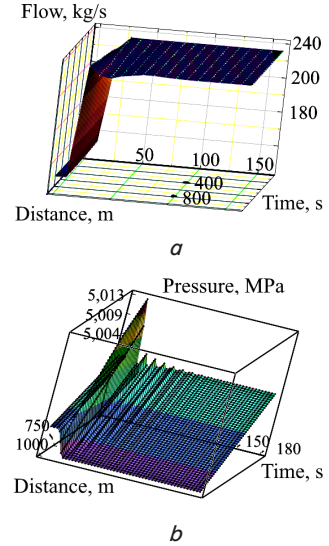 Flow, kg/s
240
200
180
50
100
150
400
800
Distance, m
Time, s
a
Pressure, MPa
5,013
5,009
5,004
750
1000
150
180
Time, s
Distance, m
b